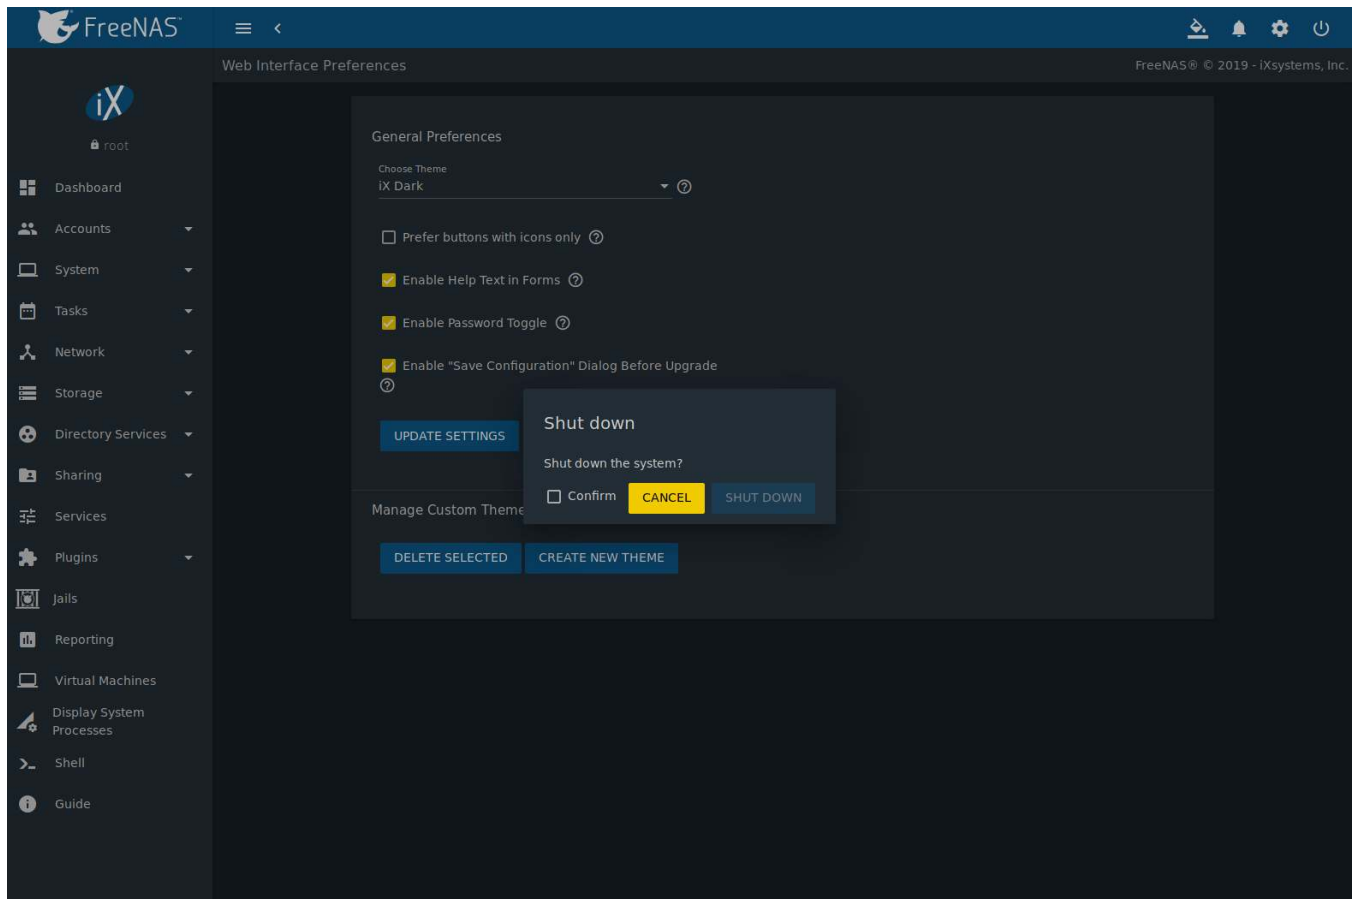 FreeNAS®
Web Interface Preferences
FreeNAS® © 2019 - iXsystems, Inc.
iX
root
Dashboard
Accounts
System
Tasks
Network
Storage
Directory Services
Sharing
Services
Plugins
Jails
Reporting
Virtual Machines
Display System
Processes
Shell
Guide
General Preferences
Choose Theme
iX Dark
Prefer buttons with icons only
Enable Help Text in Forms
Enable Password Toggle
Enable "Save Configuration" Dialog Before Upgrade
UPDATE SETTINGS
Shut down
Shut down the system?
Confirm CANCEL SHUT DOWN
Manage Custom Theme
DELETE SELECTED CREATE NEW THEME